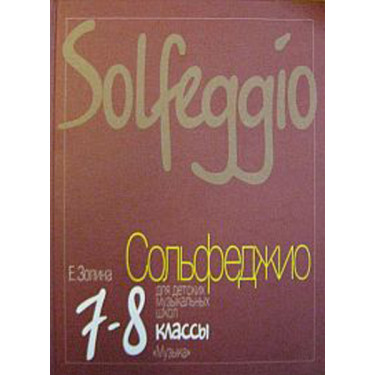 Solfeggio
Е. Золина
Сольфеджио
для детских
музыкальных
школ
7-8
классы
«Музыка»